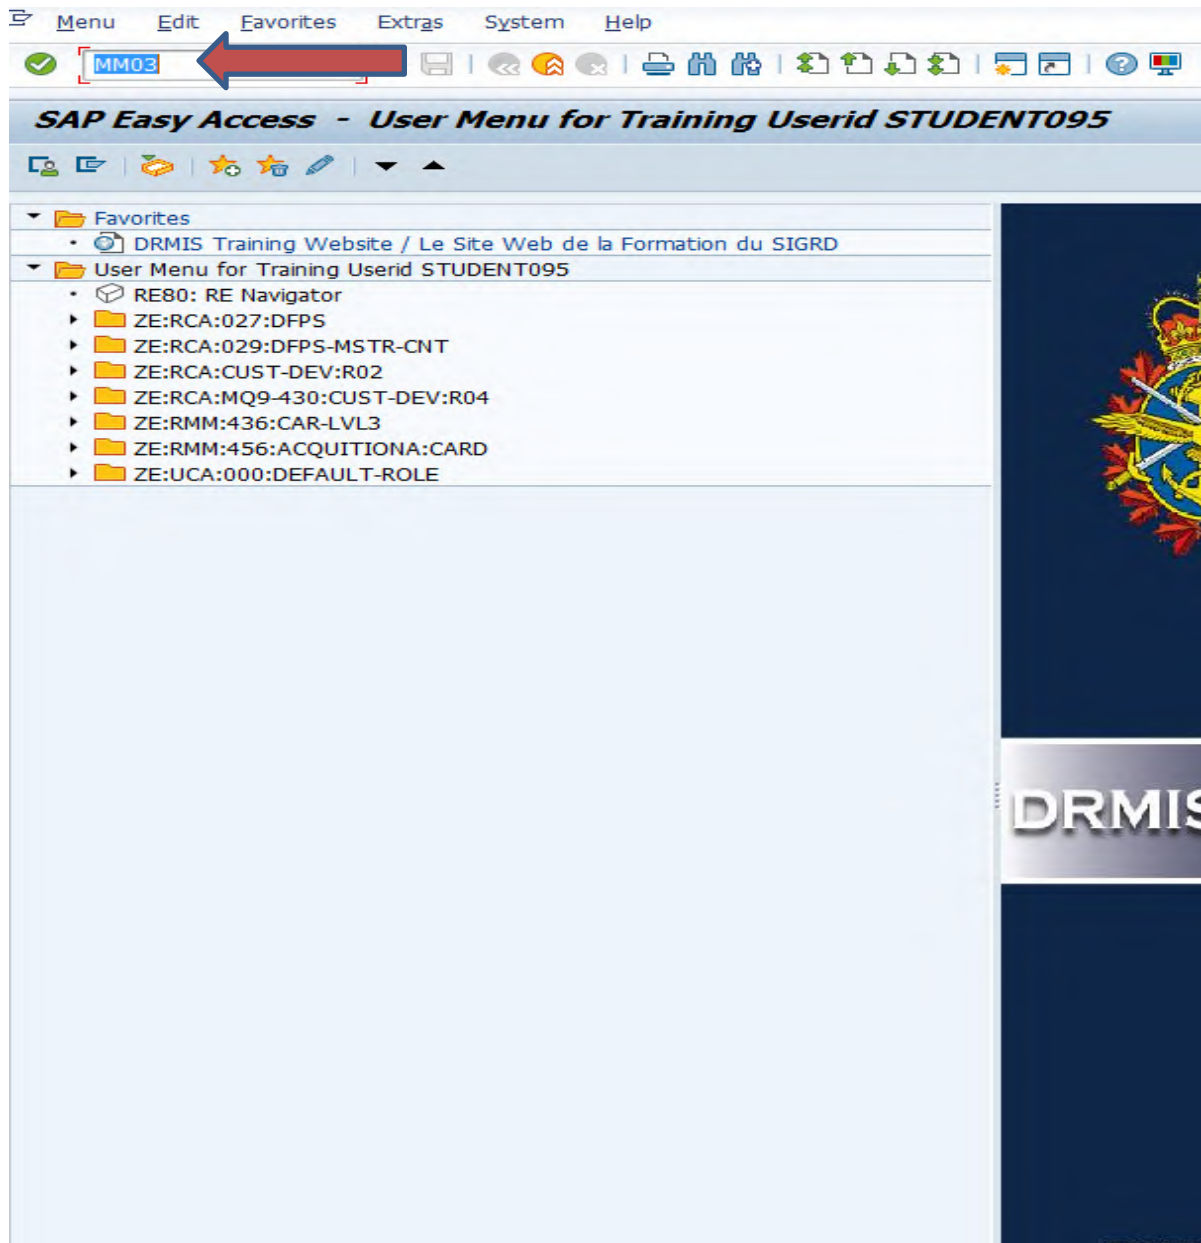 Menu Edit Favorites Extras System Help
MM03
SAP Easy Access - User Menu for Training Userid STUDENT095
Favorites
DRMIS Training Website / Le Site Web de la Formation du SIGRD
User Menu for Training Userid STUDENT095
RE80: RE Navigator
ZE:RCA:027:DFPS
ZE:RCA:029:DFPS-MSTR-CNT
ZE:RCA:CUST-DEV:R02
ZE:RCA:MQ9-430:CUST-DEV:R04
ZE:RMM:436:CAR-LVL3
ZE:RMM:456:ACQUITIONA:CARD
ZE:UCA:000:DEFAULT-ROLE
DRMIS